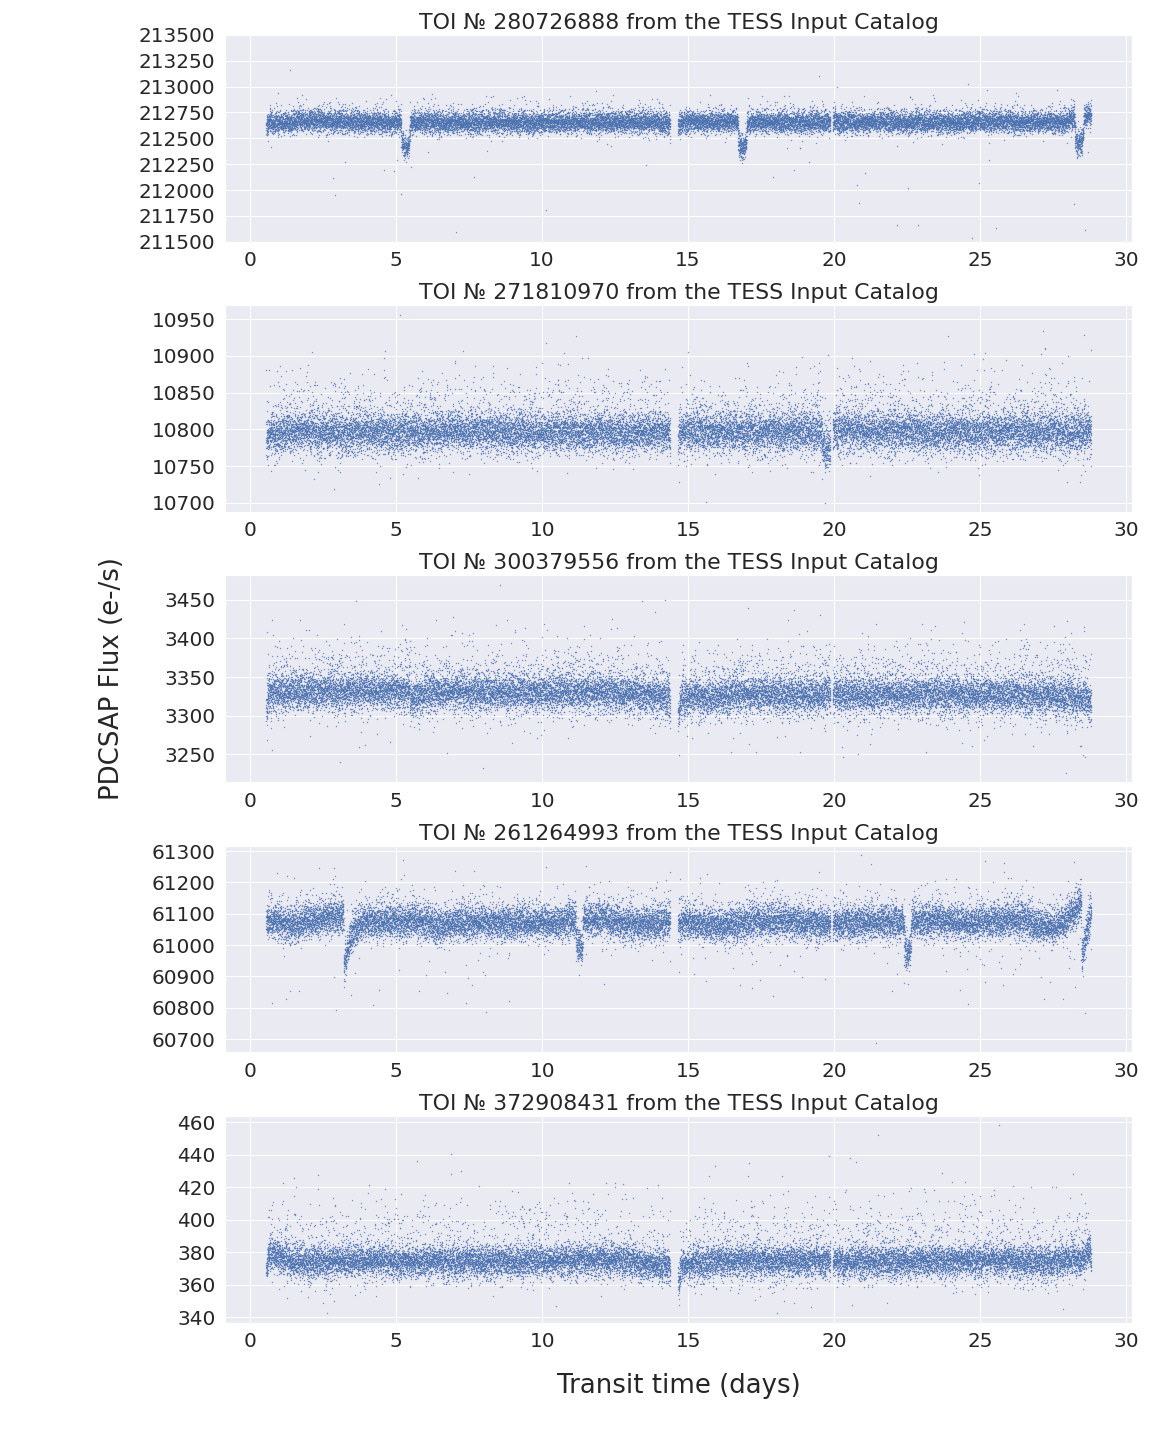 TOI № 280726888 from the TESS Input Catalog
213500
213250
213000
212750
212500
212250
212000
211750
211500
0 5 10 15 20 25 30
TOI № 271810970 from the TESS Input Catalog
10950
10900
10850
10800
10750
10700
0 5 10 15 20 25 30
TOI № 300379556 from the TESS Input Catalog
3450
3400
3350
3300
3250
0 5 10 15 20 25 30
PDCSAP Flux (e-/s)
TOI № 261264993 from the TESS Input Catalog
61300
61200
61100
61000
60900
60800
60700
0 5 10 15 20 25 30
TOI № 372908431 from the TESS Input Catalog
460
440
420
400
380
360
340
0 5 10 15 20 25 30
Transit time (days)